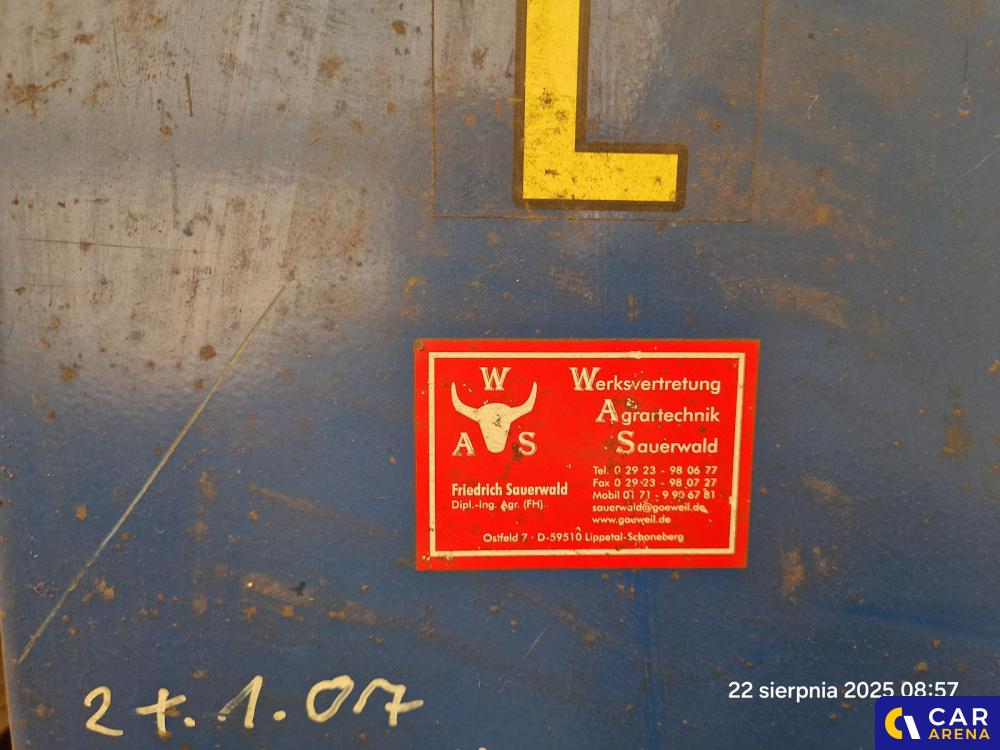 L
W
A S
Werksvertretung
Agrartechnik
Sauerwald
Tel. 0 29 23 - 98 06 77
Fax 0 29 23 - 98 07 27
Mobil 01 71 - 9 90 67 81
sauerwald@goeweil.de
www.goeweil.de
Friedrich Sauerwald
Dipl.-Ing. Agr. (FH)
Ostfeld 7 · D-59510 Lippetal-Schoneberg
27.1.07
22 sierpnia 2025 08:57
CAR
ARENA